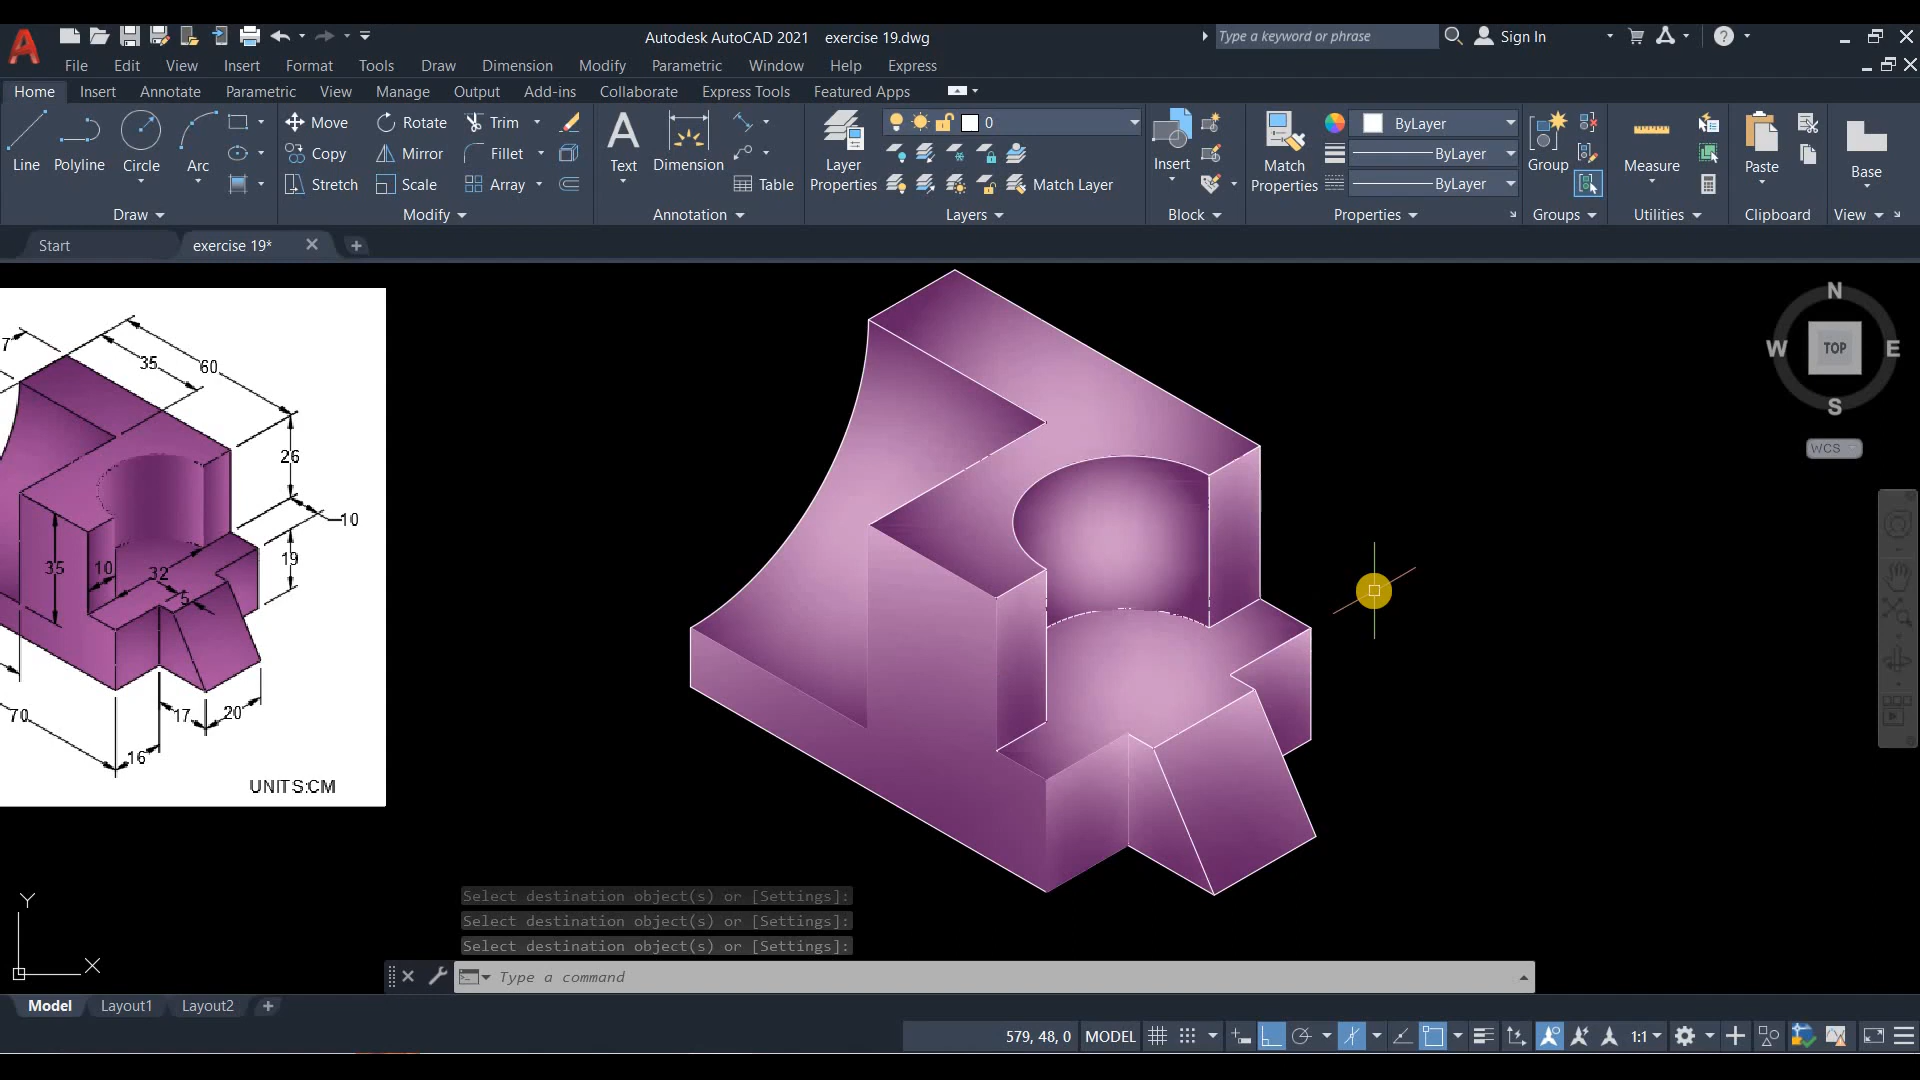 Autodesk AutoCAD 2021 exercise 19.dwg
Type a keyword or phrase
Sign In
File Edit View Insert Format Tools Draw Dimension Modify Parametric Window Help Express
Home Insert Annotate Parametric View Manage Output Add-ins Collaborate Express Tools Featured Apps
Line Polyline Circle Arc
Move Rotate Trim
Copy Mirror Fillet
Stretch Scale Array
Text Dimension Table
Layer Properties
0
Match Layer
Insert
Match Properties
ByLayer
ByLayer
ByLayer
Group
Measure
Paste
Base
Draw Modify Annotation Layers Block Properties Groups Utilities Clipboard View
Start exercise 19*
N
W TOP E
S
WCS
7
35
60
26
10
19
35
10
32
5
17
20
70
16
UNITS:CM
Y
X
Select destination object(s) or [Settings]:
Select destination object(s) or [Settings]:
Select destination object(s) or [Settings]:
Type a command
Model Layout1 Layout2
579, 48, 0 MODEL 1:1